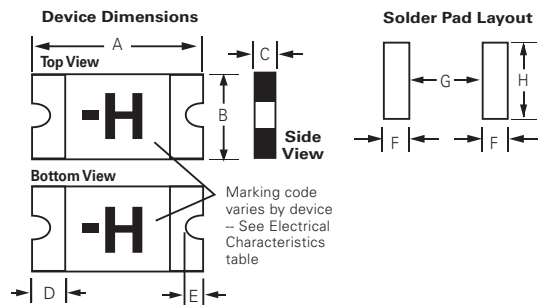 Device Dimensions
A
Top View
-H
B
C
Side
View
Bottom View
-H
Marking code
varies by device
– See Electrical
Characteristics
table
D
E
Solder Pad Layout
G
H
F
F